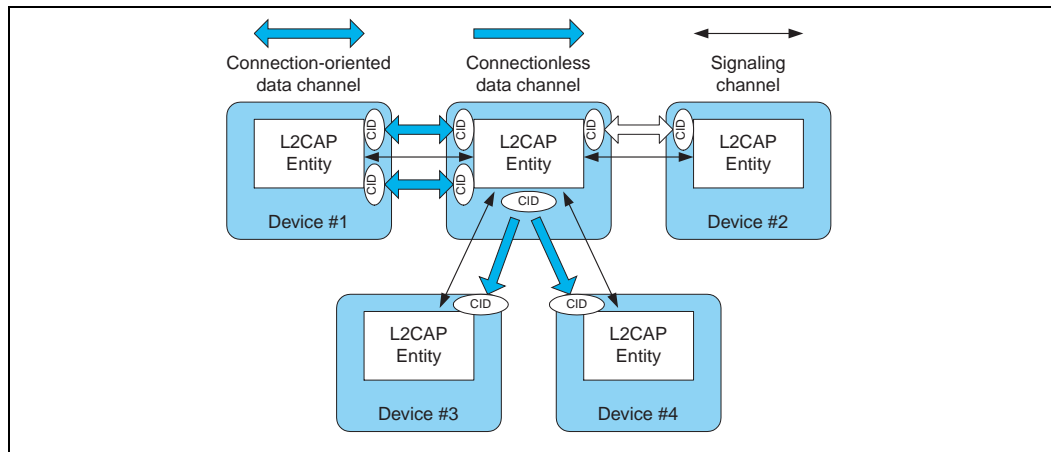 Connection-oriented
data channel
Connectionless
data channel
Signaling
channel
CID
CID
CID
CID
L2CAP
Entity
L2CAP
Entity
L2CAP
Entity
CID
CID
CID
Device #1
Device #2
CID
CID
L2CAP
Entity
L2CAP
Entity
Device #3
Device #4